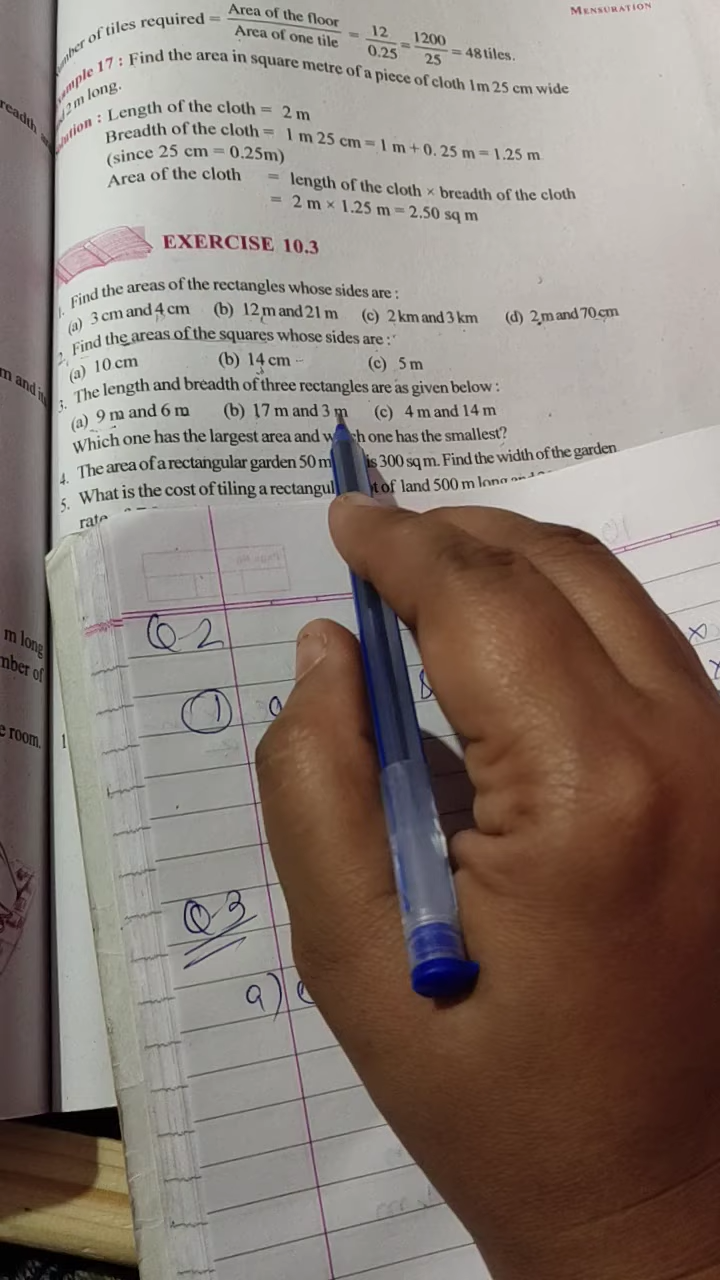 MENSURATION
of tiles required = Area of the floor / Area of one tile = 12 / 0.25 = 1200 / 25 = 48 tiles.
17 : Find the area in square metre of a piece of cloth 1m 25 cm wide
2 m long.
Length of the cloth = 2 m
Breadth of the cloth = 1 m 25 cm = 1 m + 0. 25 m = 1.25 m
(since 25 cm = 0.25m)
Area of the cloth = length of the cloth × breadth of the cloth
= 2 m × 1.25 m = 2.50 sq m
EXERCISE 10.3
1. Find the areas of the rectangles whose sides are :
(a) 3 cm and 4 cm (b) 12 m and 21 m (c) 2 km and 3 km (d) 2 m and 70 cm
2. Find the areas of the squares whose sides are :
(a) 10 cm (b) 14 cm (c) 5 m
3. The length and breadth of three rectangles are as given below :
(a) 9 m and 6 m (b) 17 m and 3 m (c) 4 m and 14 m
Which one has the largest area and one has the smallest?
4. The area of a rectangular garden 50 m is 300 sq m. Find the width of the garden
5. What is the cost of tiling a of land 500 m long
rate
m and
m long
of
room.
Q 2
1
Q-3
a)